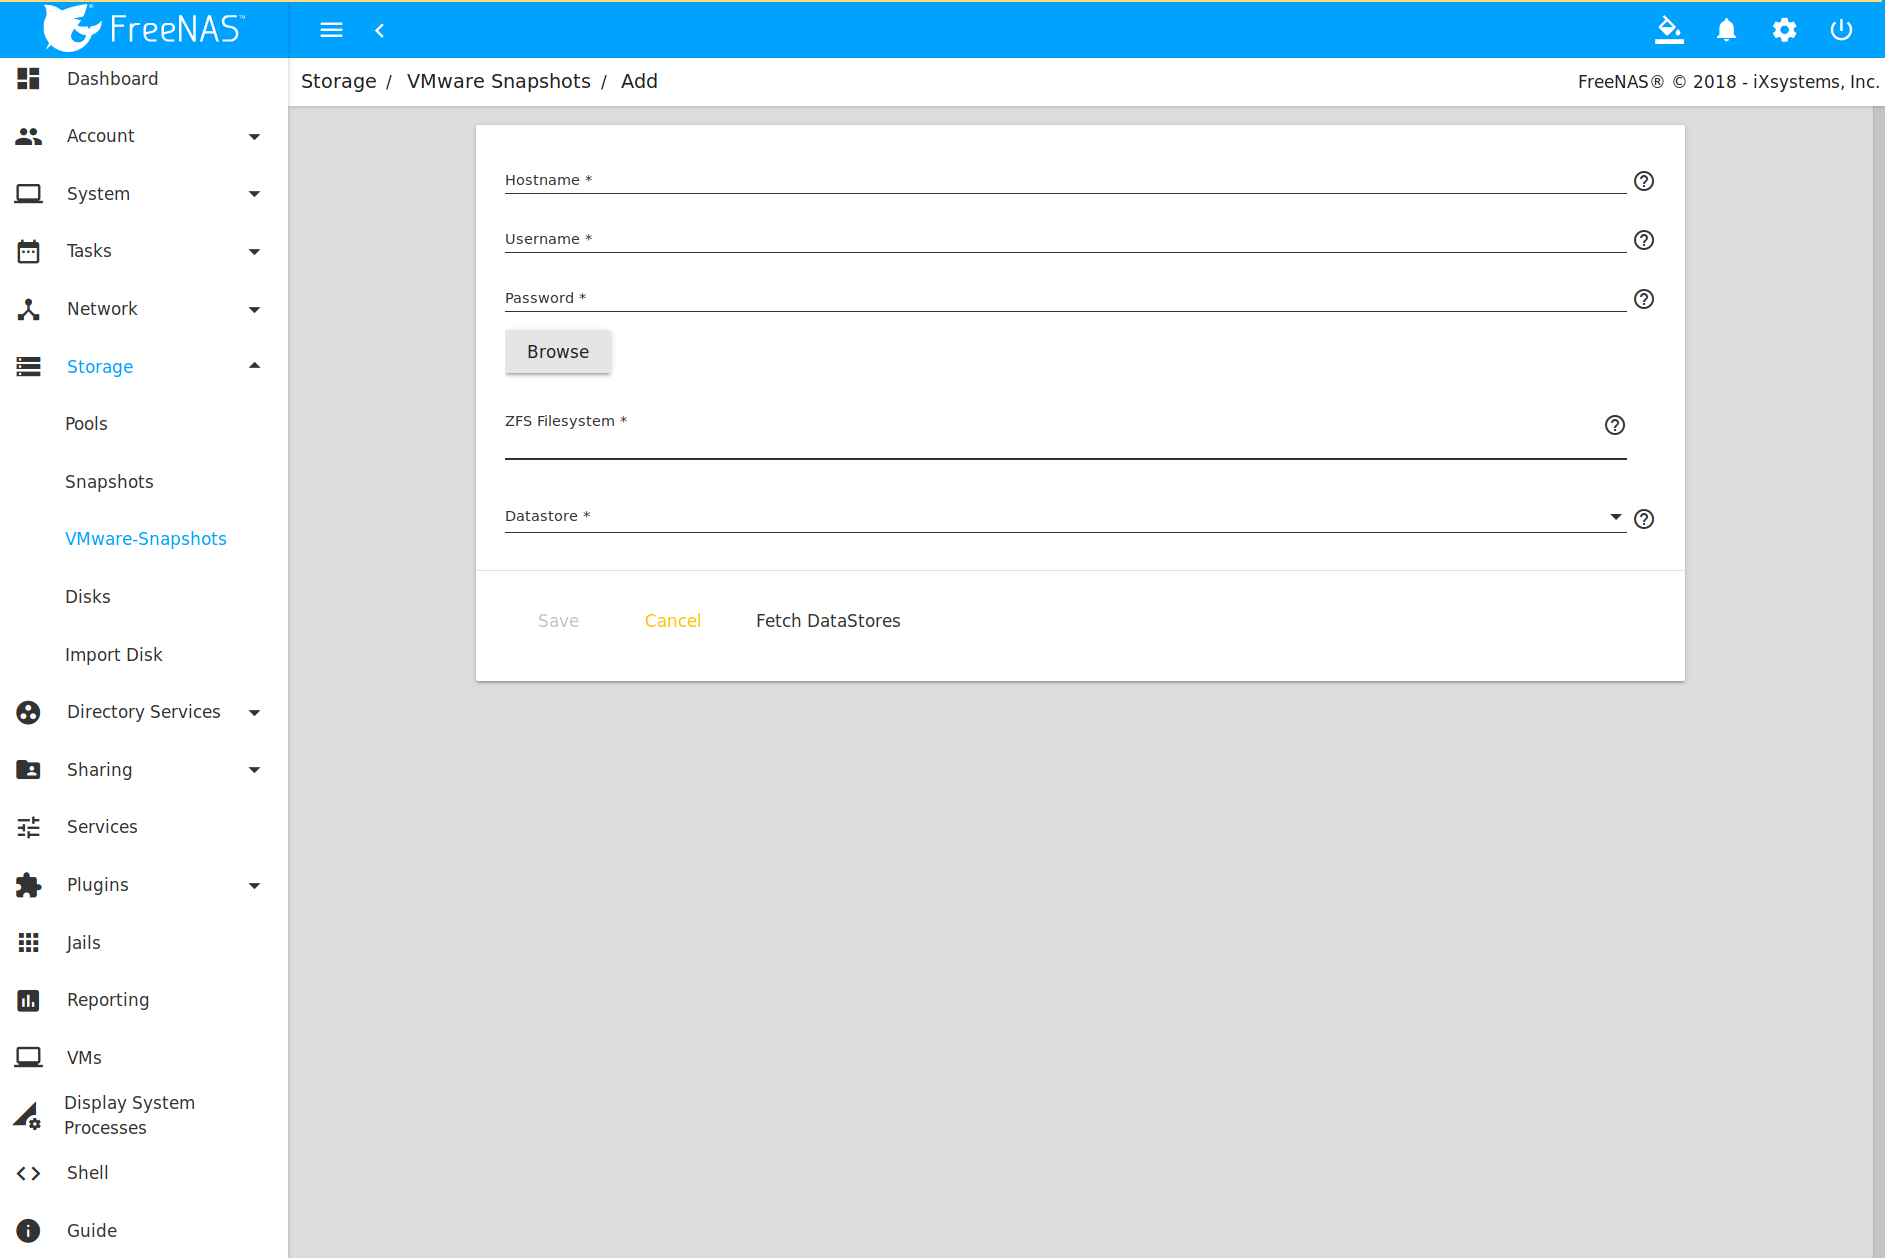 FreeNAS™
Storage / VMware Snapshots / Add
FreeNAS® © 2018 - iXsystems, Inc.
Dashboard
Account
System
Tasks
Network
Storage
Pools
Snapshots
VMware-Snapshots
Disks
Import Disk
Directory Services
Sharing
Services
Plugins
Jails
Reporting
VMs
Display System
Processes
Shell
Guide
Hostname *
Username *
Password *
Browse
ZFS Filesystem *
Datastore *
Save Cancel Fetch DataStores